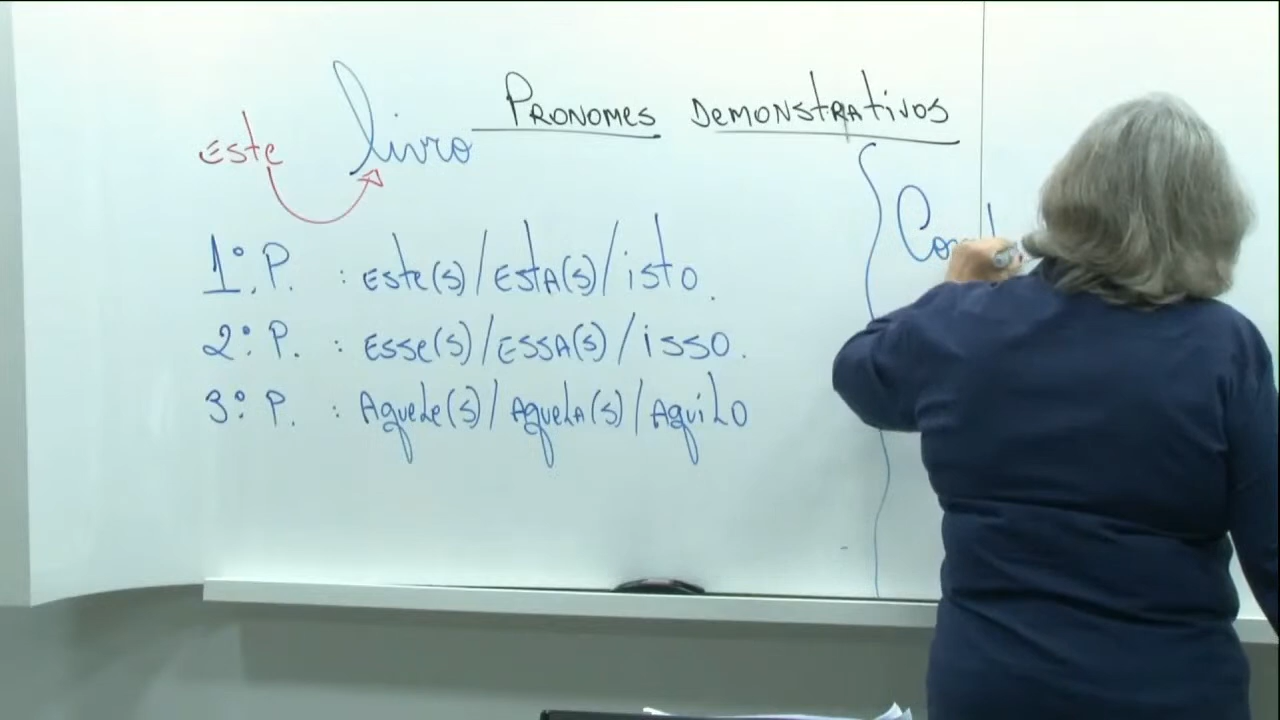 PRONOMES DEMONSTRATIVOS
Este livro
1º. P. : Este(s) / EstA(s) / isto.
2º. P. : Esse(s) / EssA(s) / isso.
3º. P. : Aquele(s) / AquelA(s) / Aquilo